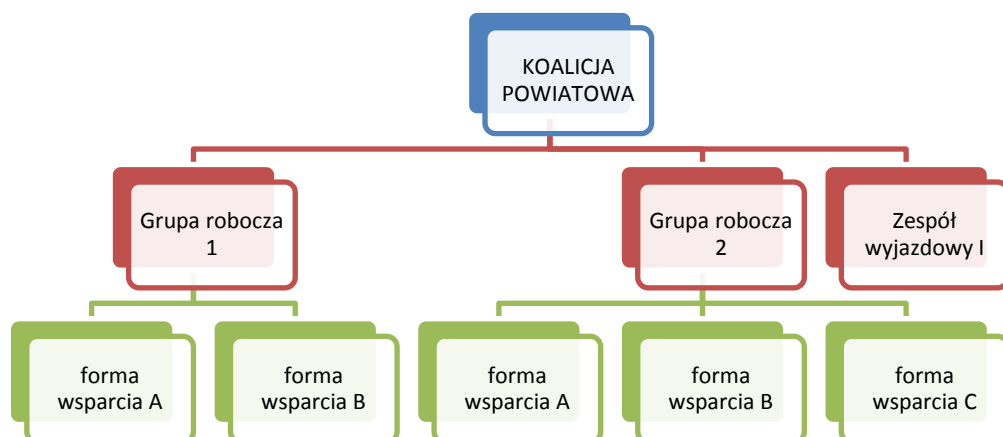 KOALICJA
POWIATOWA
Grupa robocza
1
Grupa robocza
2
Zespół
wyjazdowy I
forma
wsparcia A
forma
wsparcia B
forma
wsparcia A
forma
wsparcia B
forma
wsparcia C